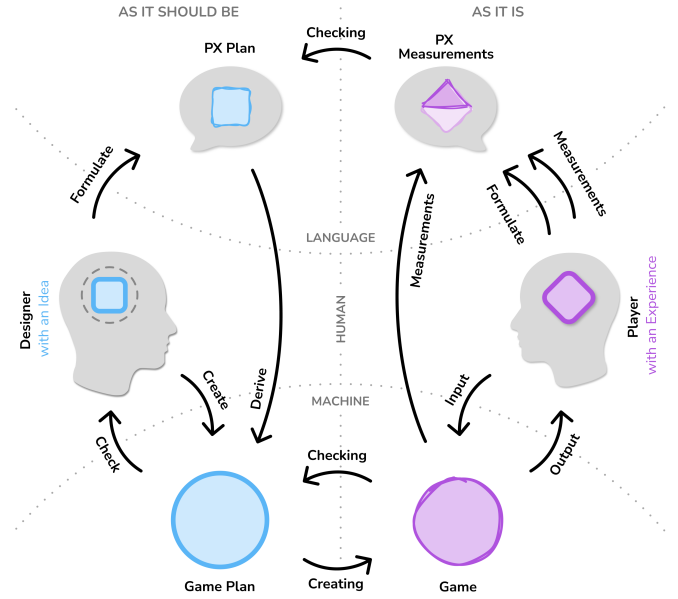 AS IT SHOULD BE
AS IT IS
Checking
PX Plan
PX
Measurements
Formulate
Measurements
Formulate
Measurements
LANGUAGE
HUMAN
Designer
with an Idea
Player
with an Experience
Create
Derive
Input
MACHINE
Check
Checking
Output
Creating
Game Plan
Game